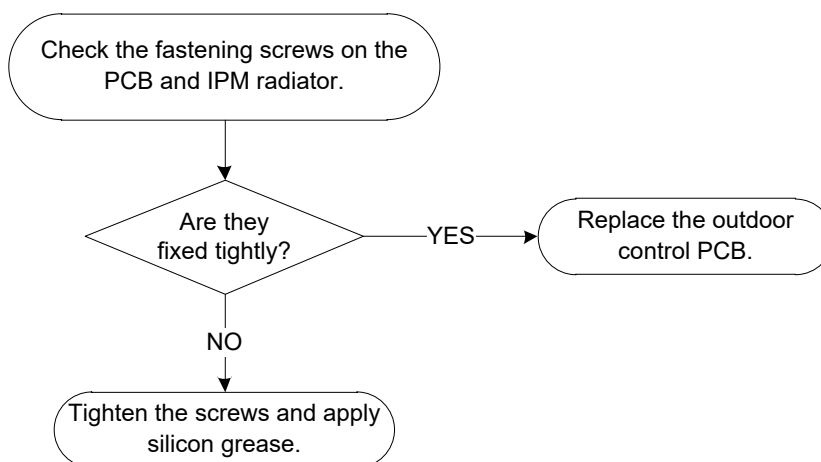 Check the fastening screws on the
PCB and IPM radiator.
Are they
fixed tightly?
YES
Replace the outdoor
control PCB.
NO
Tighten the screws and apply
silicon grease.